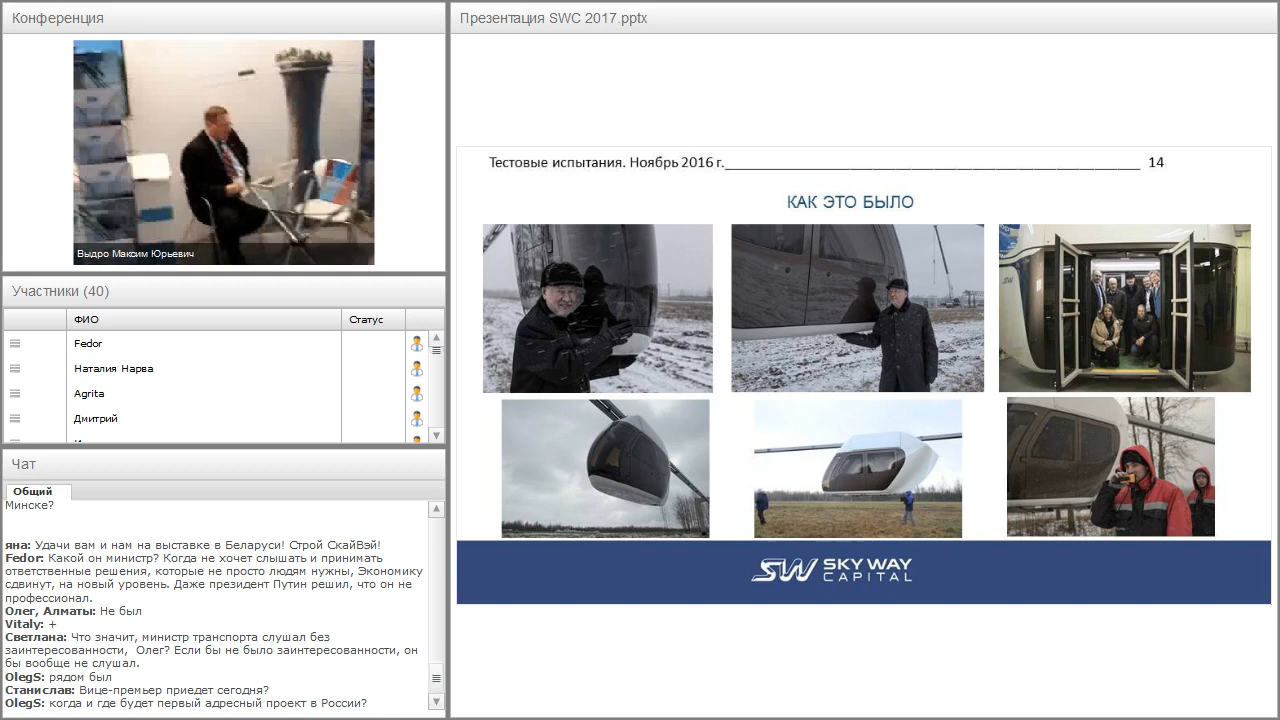 Конференция
Выдро Максим Юрьевич
Участники (40)
ФИО Статус
Fedor
Наталия Нарва
Agrita
Дмитрий
Чат
Общий
Минске?
яна: Удачи вам и нам на выставке в Беларуси! Строй СкайВэй!
Fedor: Какой он министр? Когда не хочет слышать и принимать
ответственные решения, которые не просто людям нужны, Экономику
сдвинут, на новый уровень. Даже президент Путин решил, что он не
профессионал.
Олег, Алматы: Не был
Vitaly: +
Светлана: Что значит, министр транспорта слушал без
заинтересованности, Олег? Если бы не было заинтересованности, он
бы вообще не слушал.
OlegS: рядом был
Станислав: Вице-премьер приедет сегодня?
OlegS: когда и где будет первый адресный проект в России?
Презентация SWC 2017.pptx
Тестовые испытания. Ноябрь 2016 г. 14
КАК ЭТО БЫЛО
SW SKY WAY
CAPITAL